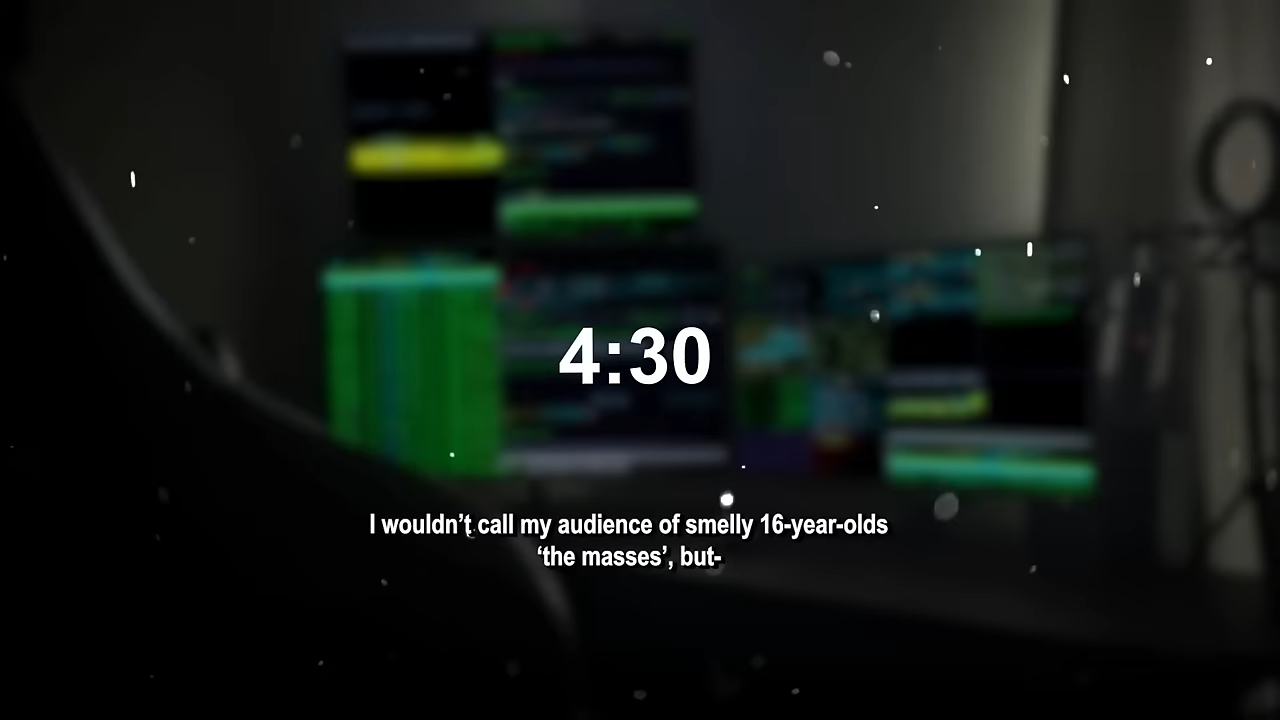 4:30
I wouldn’t call my audience of smelly 16-year-olds
‘the masses’, but-